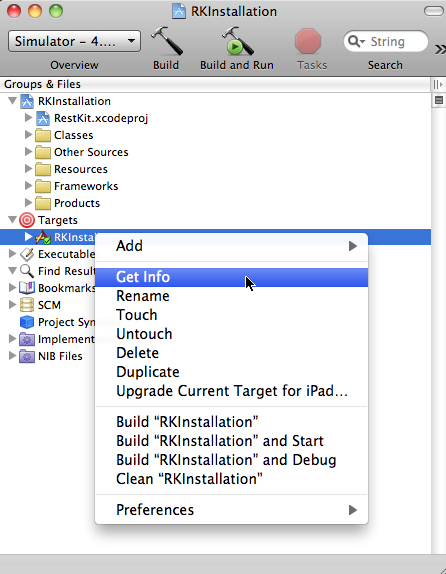 RKInstallation
Simulator – 4....
String
Overview
Build
Build and Run
Tasks
Search
Groups & Files
RKInstallation
RestKit.xcodeproj
Classes
Other Sources
Resources
Frameworks
Products
Targets
RKInstal
Executable
Find Result
Bookmarks
SCM
Project Sym
Implement
NIB Files
Add
Get Info
Rename
Touch
Untouch
Delete
Duplicate
Upgrade Current Target for iPad...
Build “RKInstallation”
Build “RKInstallation” and Start
Build “RKInstallation” and Debug
Clean “RKInstallation”
Preferences